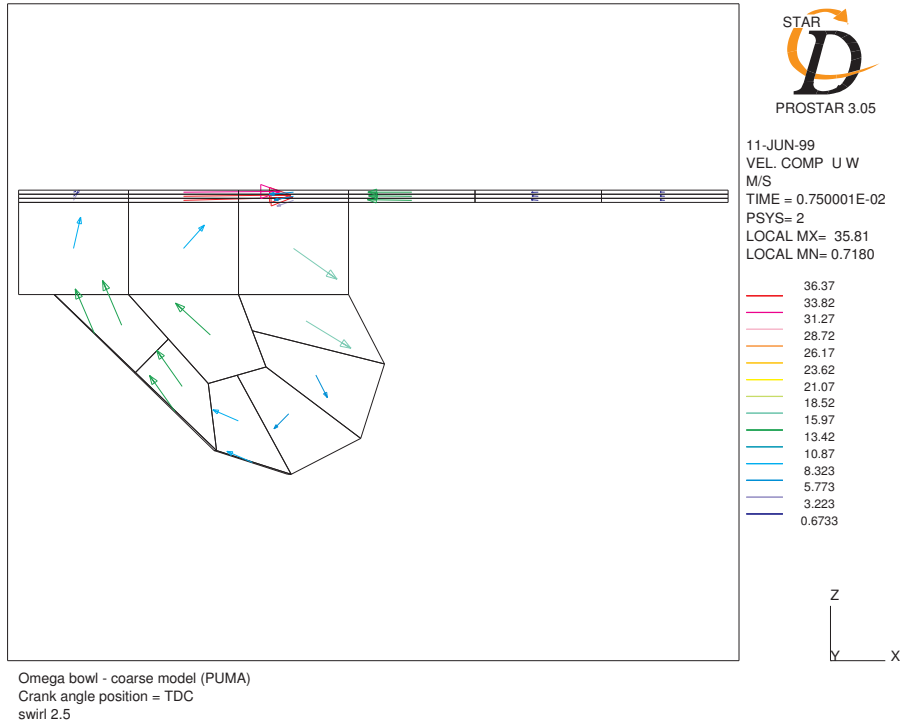 STAR
D
PROSTAR 3.05
11-JUN-99
VEL. COMP U W
M/S
TIME = 0.750001E-02
PSYS= 2
LOCAL MX= 35.81
LOCAL MN= 0.7180
36.37
33.82
31.27
28.72
26.17
23.62
21.07
18.52
15.97
13.42
10.87
8.323
5.773
3.223
0.6733
Z
Y X
Omega bowl - coarse model (PUMA)
Crank angle position = TDC
swirl 2.5